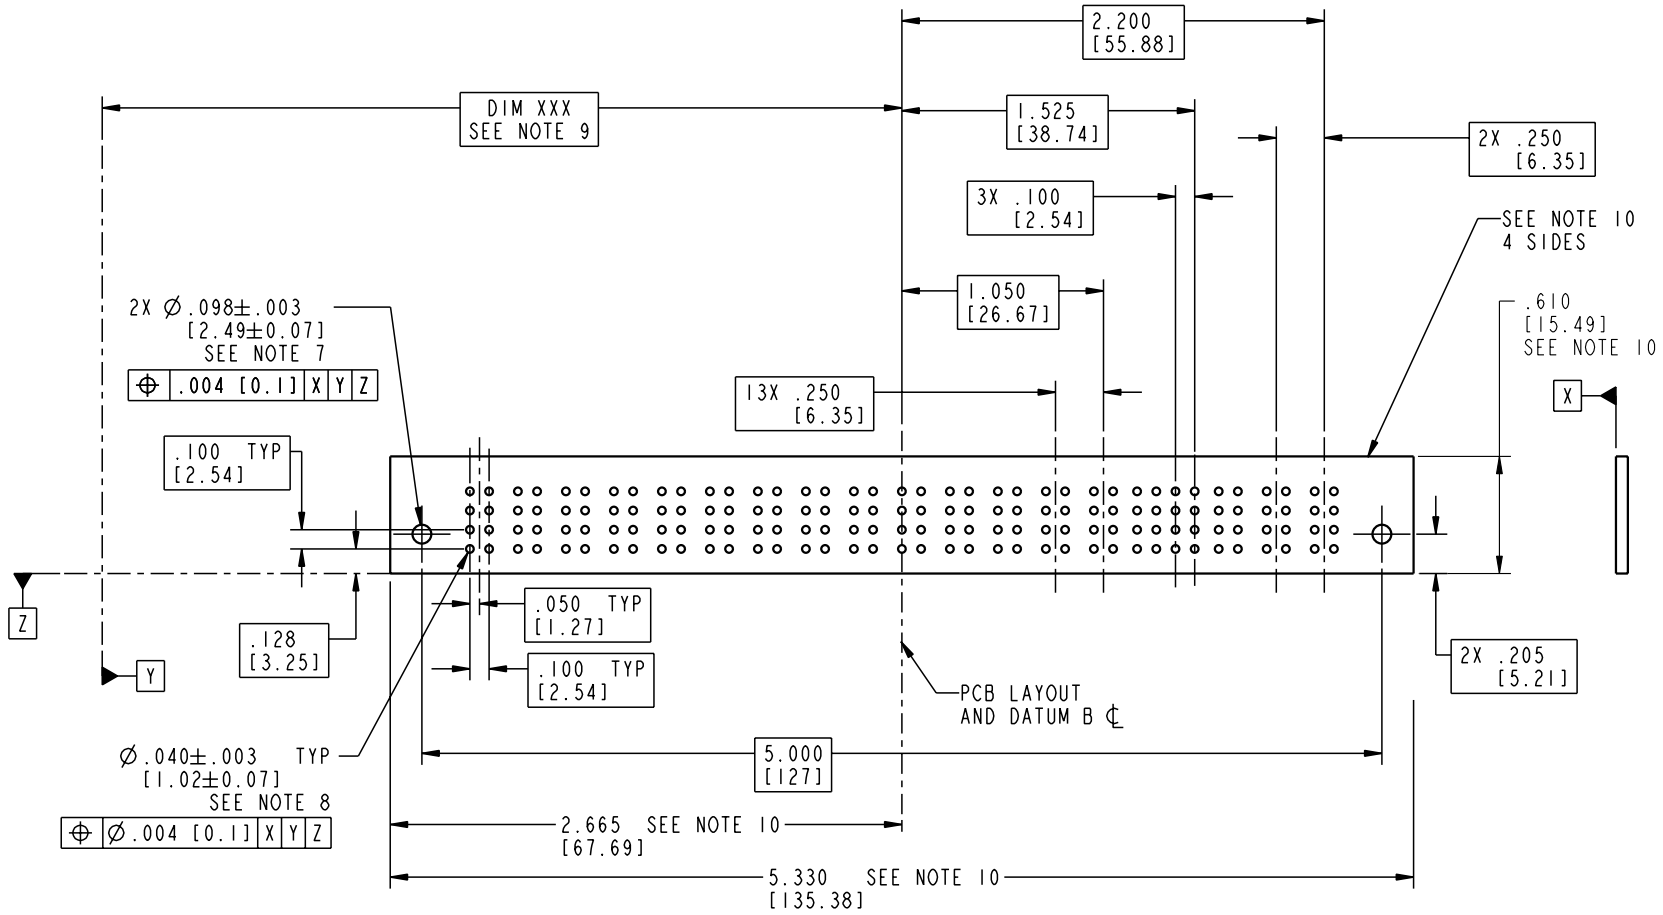 2.200
[55.88]
DIM XXX
SEE NOTE 9
1.525
[38.74]
2X .250
[6.35]
3X .100
[2.54]
SEE NOTE 10
4 SIDES
1.050
[26.67]
2X Ø.098±.003
[2.49±0.07]
SEE NOTE 7
⌖ .004 [0.1] X Y Z
.610
[15.49]
SEE NOTE 10
13X .250
[6.35]
X
.100 TYP
[2.54]
Z
.128
[3.25]
Y
.050 TYP
[1.27]
.100 TYP
[2.54]
2X .205
[5.21]
PCB LAYOUT
AND DATUM B ℄
Ø.040±.003 TYP
[1.02±0.07]
SEE NOTE 8
⌖ Ø.004 [0.1] X Y Z
5.000
[127]
2.665 SEE NOTE 10
[67.69]
5.330 SEE NOTE 10
[135.38]